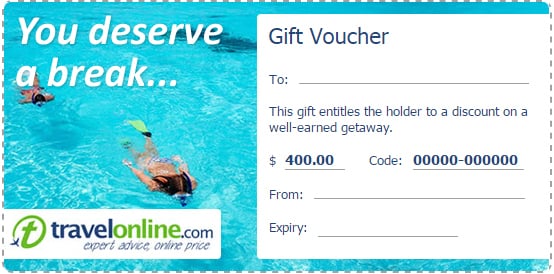 You deserve
a break...
travelonline.com
expert advice, online price
Gift Voucher
To:
This gift entitles the holder to a discount on a
well-earned getaway.
$ 400.00 Code: 00000-000000
From:
Expiry: